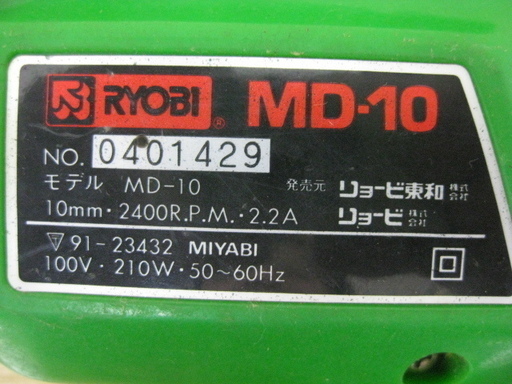 RYOBI ® MD-10
NO. 0401429
モデル MD-10
10mm・2400R.P.M.・2.2A
発売元 リョービ東和株式会社
リョービ株式会社
▽91-23432 MIYABI
100V・210W・50～60Hz